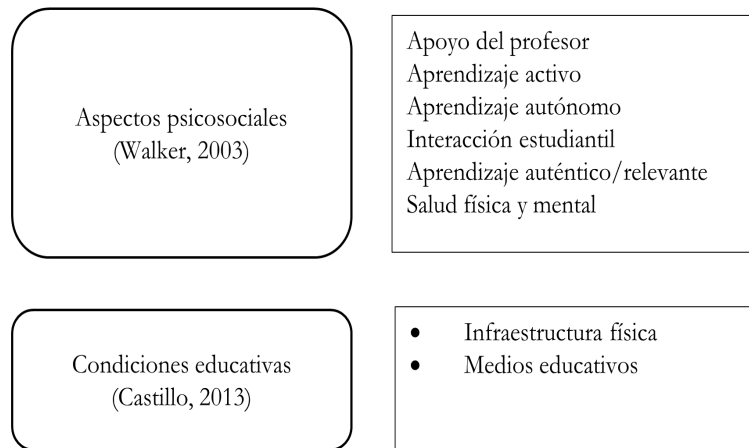 Aspectos psicosociales
(Walker, 2003)
Apoyo del profesor
Aprendizaje activo
Aprendizaje autónomo
Interacción estudiantil
Aprendizaje auténtico/relevante
Salud física y mental
Condiciones educativas
(Castillo, 2013)
• Infraestructura física
• Medios educativos